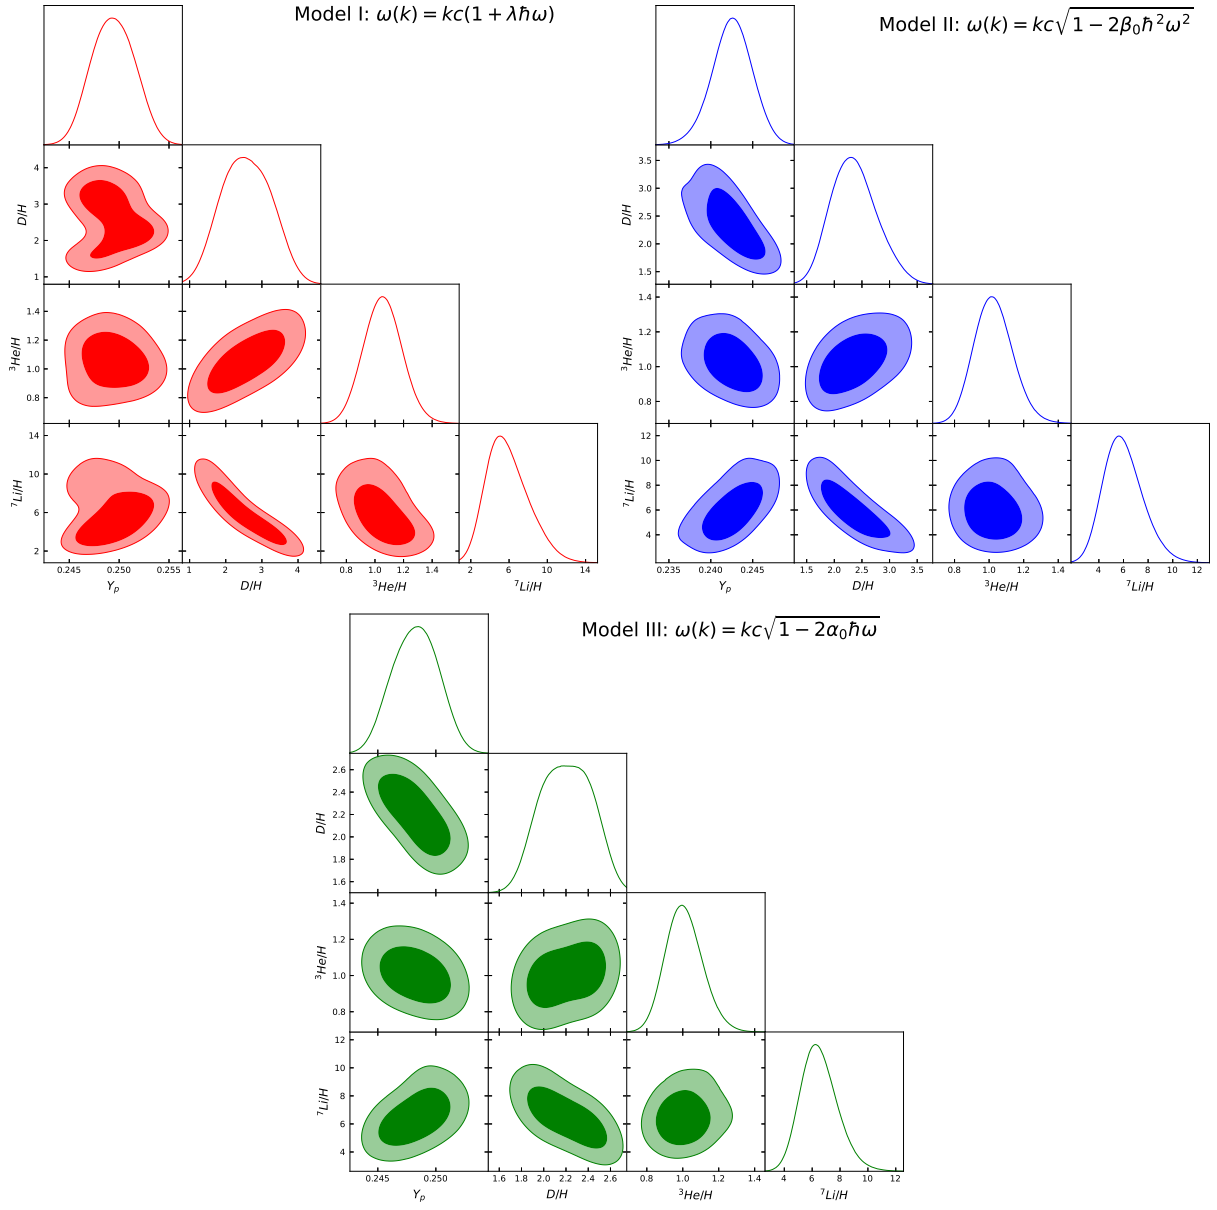 Model I: ω(k) = kc(1 + λħω)
4
3
2
1
D/H
1.4
1.2
1.0
0.8
³He/H
14
10
6
2
⁷Li/H
0.245 0.250 0.255
Y_p
1 2 3 4
D/H
0.8 1.0 1.2 1.4
³He/H
2 6 10 14
⁷Li/H
Model II: ω(k) = kc√(1 − 2β₀ħ²ω²)
3.5
3.0
2.5
2.0
1.5
D/H
1.4
1.2
1.0
0.8
³He/H
12
10
8
6
4
⁷Li/H
0.235 0.240 0.245
Y_p
1.5 2.0 2.5 3.0 3.5
D/H
0.8 1.0 1.2 1.4
³He/H
4 6 8 10 12
⁷Li/H
Model III: ω(k) = kc√(1 − 2α₀ħω)
2.6
2.4
2.2
2.0
1.8
1.6
D/H
1.4
1.2
1.0
0.8
³He/H
12
10
8
6
4
⁷Li/H
0.245 0.250
Y_p
1.6 1.8 2.0 2.2 2.4 2.6
D/H
0.8 1.0 1.2 1.4
³He/H
4 6 8 10 12
⁷Li/H